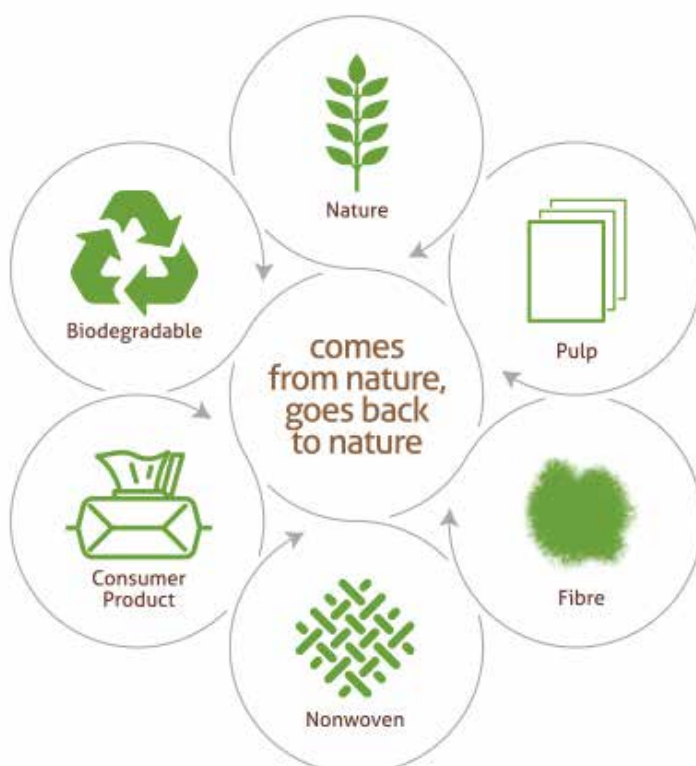 Nature
Pulp
Fibre
Nonwoven
Consumer
Product
Biodegradable
comes
from nature,
goes back
to nature